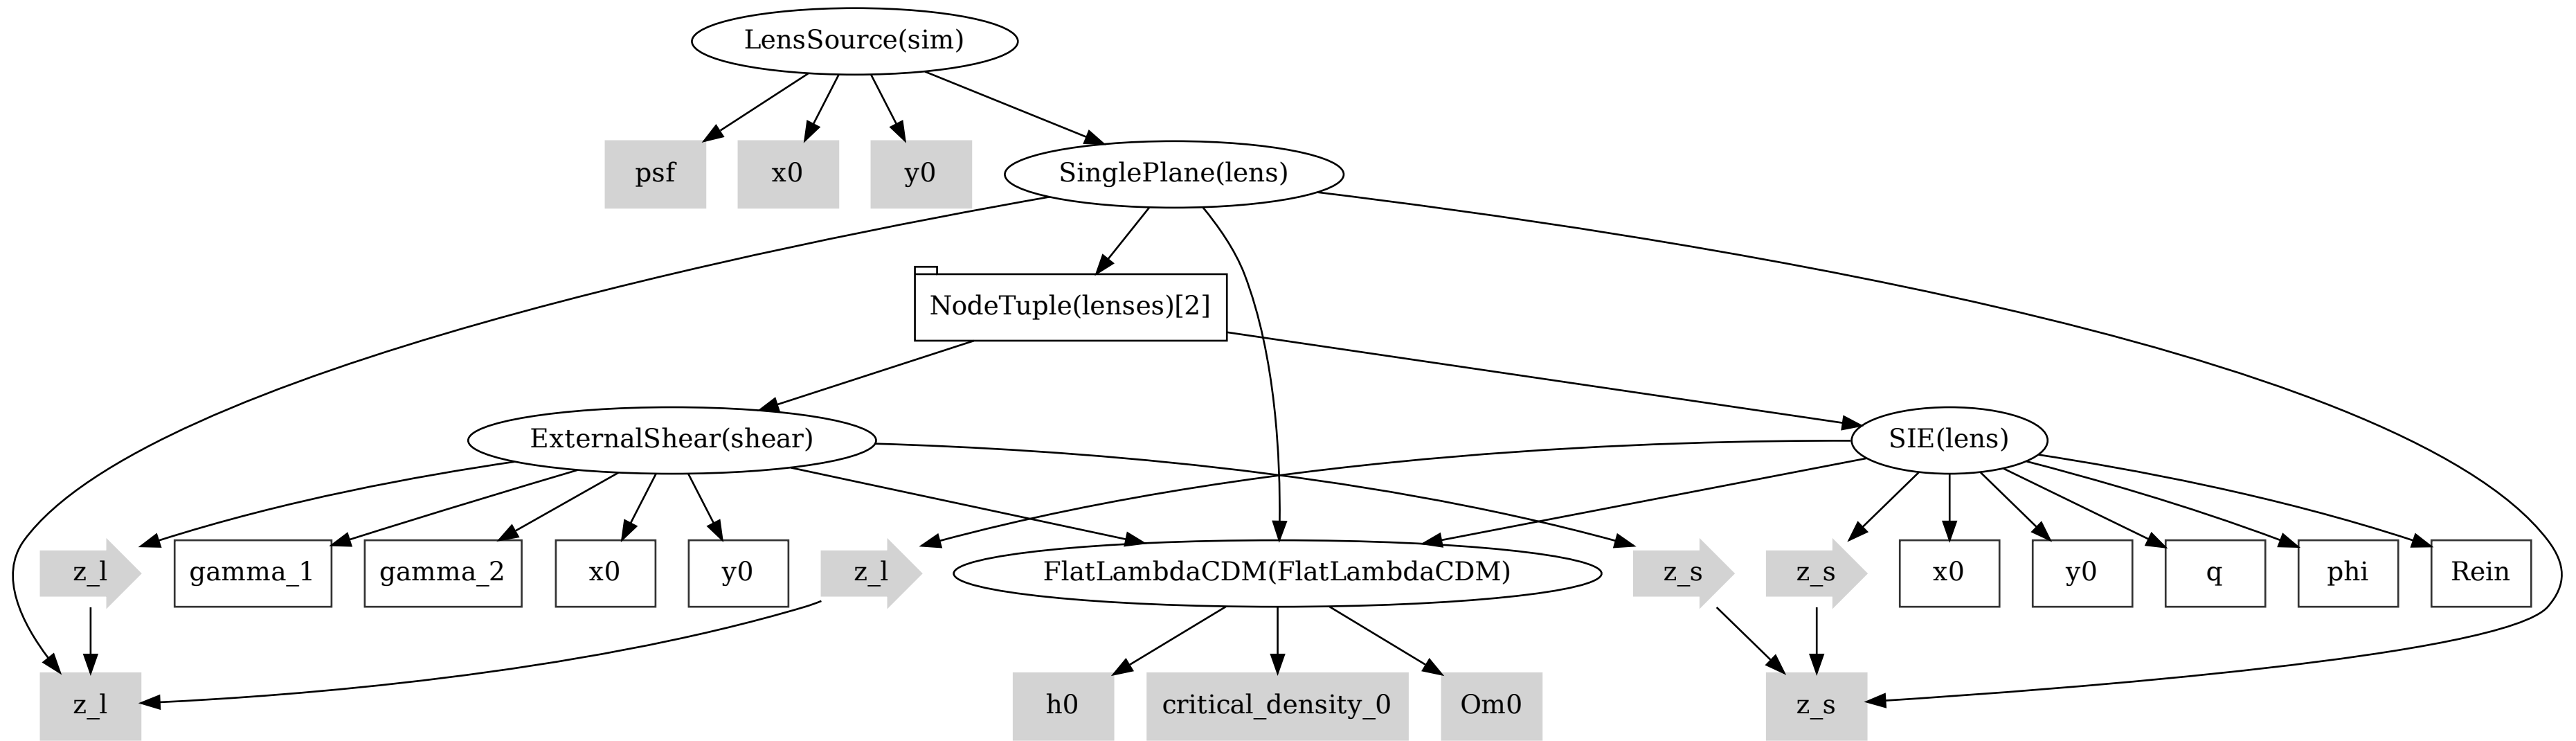 LensSource(sim)
psf
x0
y0
SinglePlane(lens)
NodeTuple(lenses)[2]
ExternalShear(shear)
SIE(lens)
z_l
gamma_1
gamma_2
x0
y0
z_l
FlatLambdaCDM(FlatLambdaCDM)
z_s
z_s
x0
y0
q
phi
Rein
z_l
h0
critical_density_0
Om0
z_s